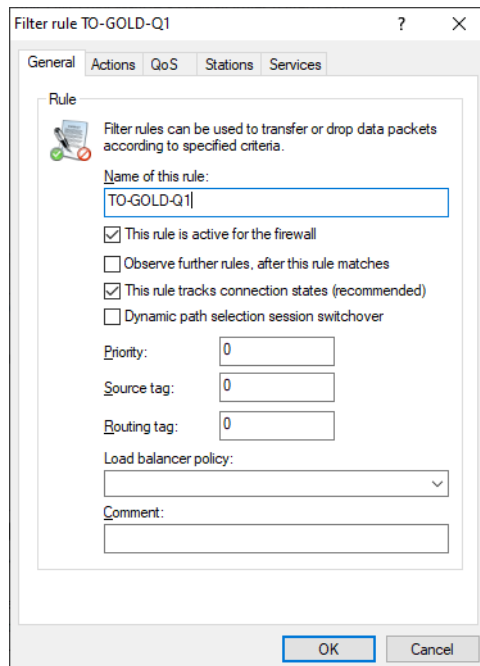 Filter rule TO-GOLD-Q1
General Actions QoS Stations Services
Rule
Filter rules can be used to transfer or drop data packets
according to specified criteria.
Name of this rule:
TO-GOLD-Q1
This rule is active for the firewall
Observe further rules, after this rule matches
This rule tracks connection states (recommended)
Dynamic path selection session switchover
Priority: 0
Source tag: 0
Routing tag: 0
Load balancer policy:
Comment:
OK Cancel